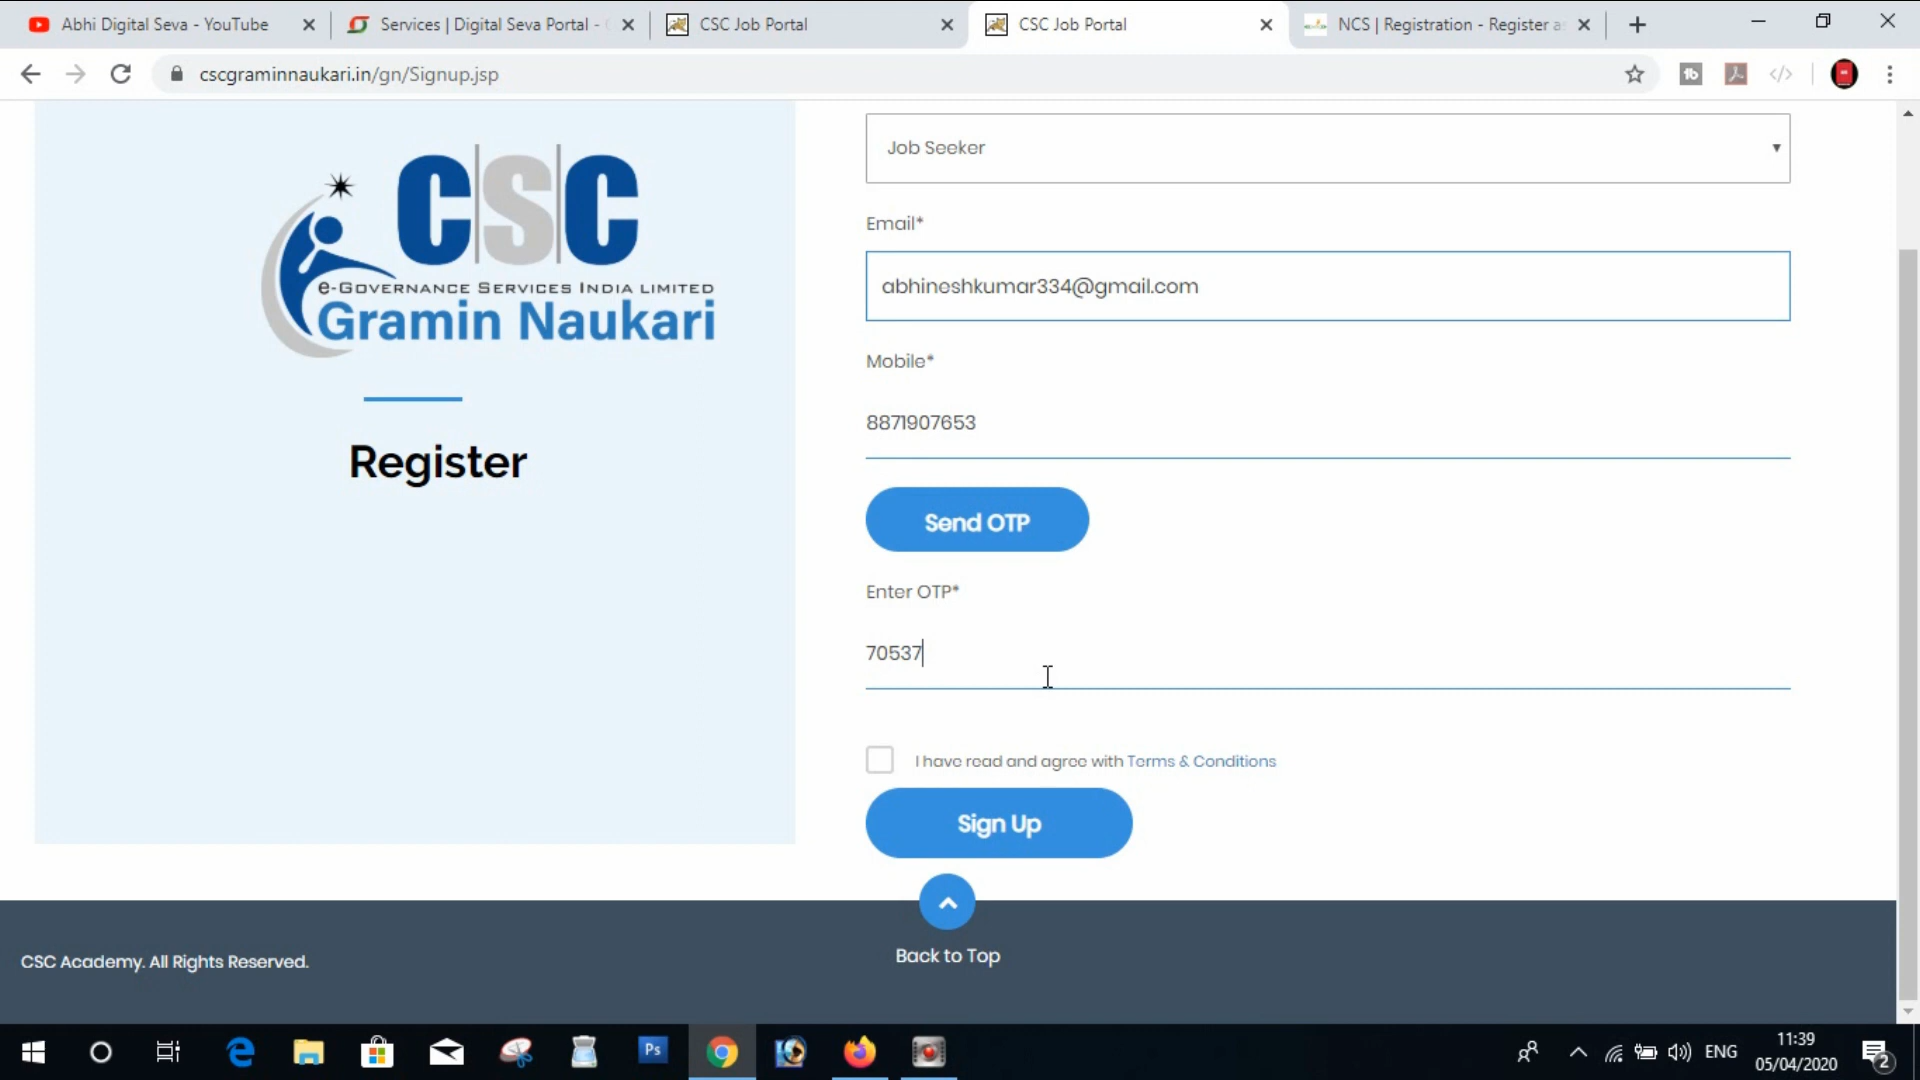 Abhi Digital Seva - YouTube
Services | Digital Seva Portal -
CSC Job Portal
CSC Job Portal
NCS | Registration - Register a
cscgraminnaukari.in/gn/Signup.jsp
CSC
e-GOVERNANCE SERVICES INDIA LIMITED
Gramin Naukari
Register
Job Seeker
Email*
abhineshkumar334@gmail.com
Mobile*
8871907653
Send OTP
Enter OTP*
70537
I have read and agree with Terms & Conditions
Sign Up
Back to Top
CSC Academy. All Rights Reserved.
Ps
ENG
11:39
05/04/2020
2